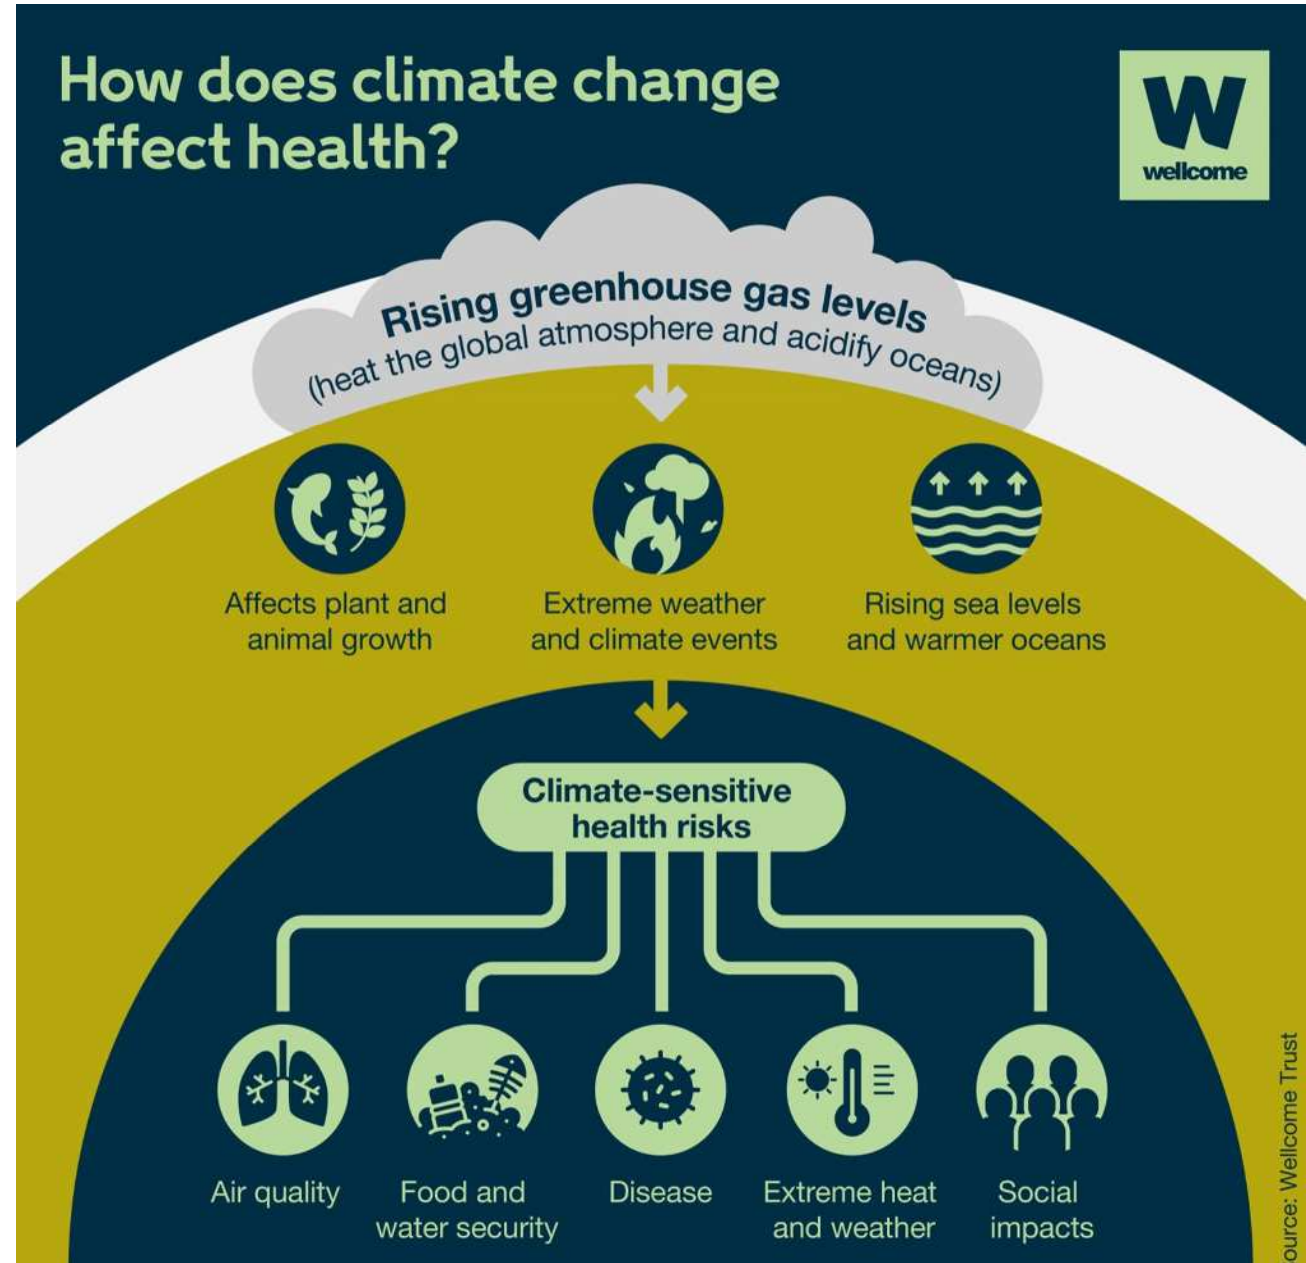 How does climate change
affect health?
W
wellcome
Rising greenhouse gas levels
(heat the global atmosphere and acidify oceans)
Affects plant and
animal growth
Extreme weather
and climate events
Rising sea levels
and warmer oceans
Climate-sensitive
health risks
Air quality
Food and
water security
Disease
Extreme heat
and weather
Social
impacts
ource: Wellcome Trust